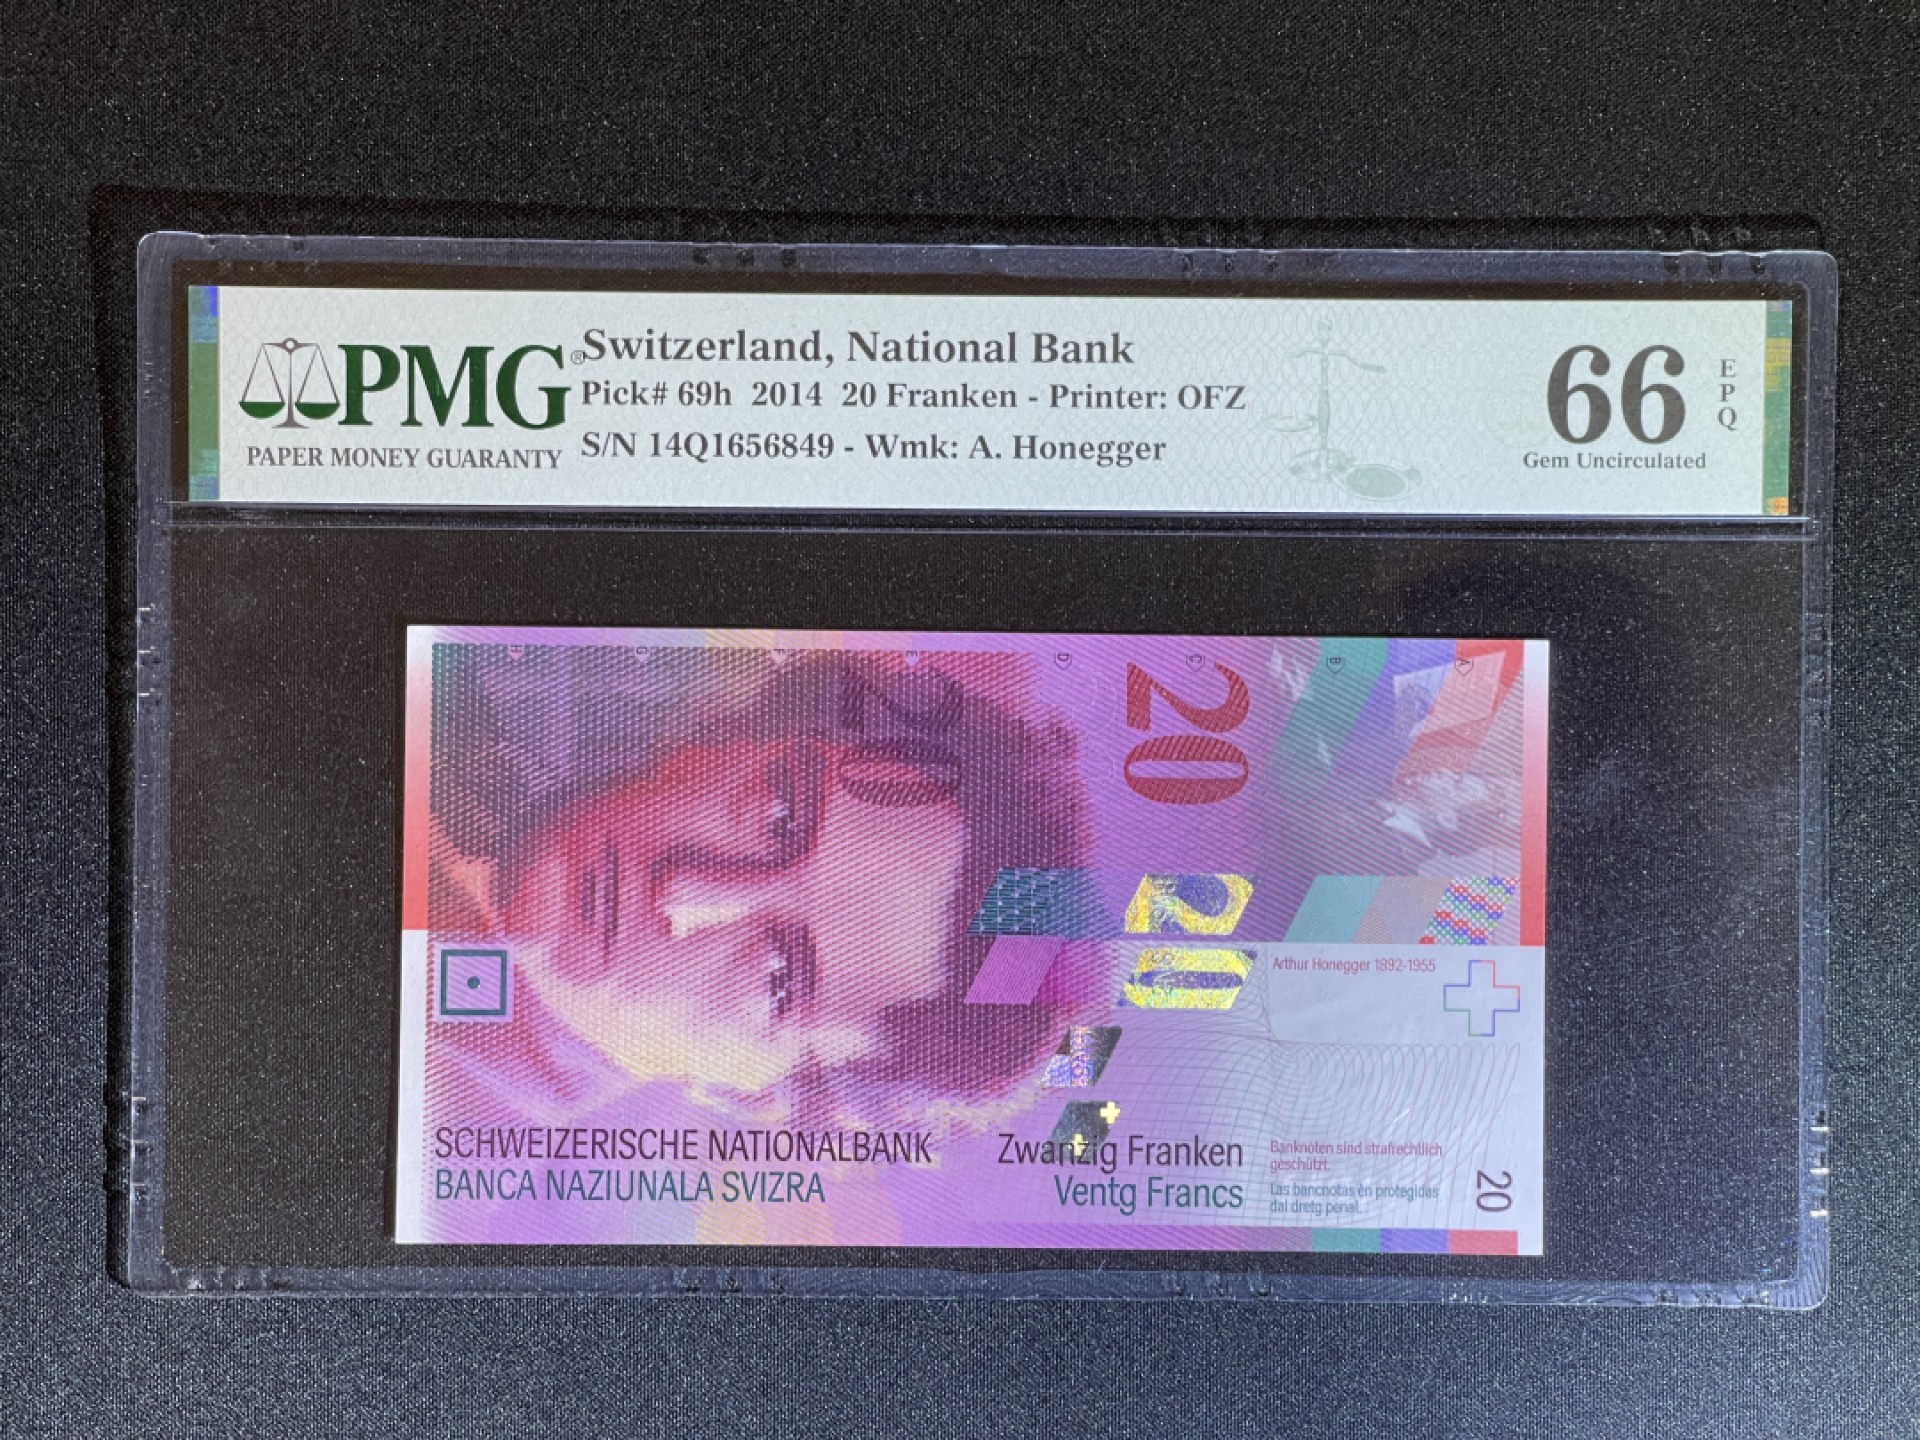 PMG®
PAPER MONEY GUARANTY
Switzerland, National Bank
Pick# 69h 2014 20 Franken - Printer: OFZ
S/N 14Q1656849 - Wmk: A. Honegger
66
EPQ
Gem Uncirculated
H G F E D C B A
20
20
20
Arthur Honegger 1892-1955
SCHWEIZERISCHE NATIONALBANK
BANCA NAZIUNALA SVIZRA
Zwanzig Franken
Ventg Francs
Banknoten sind strafrechtlich
geschützt.
Las bancnotas èn protegidas
dal dretg penal.
20